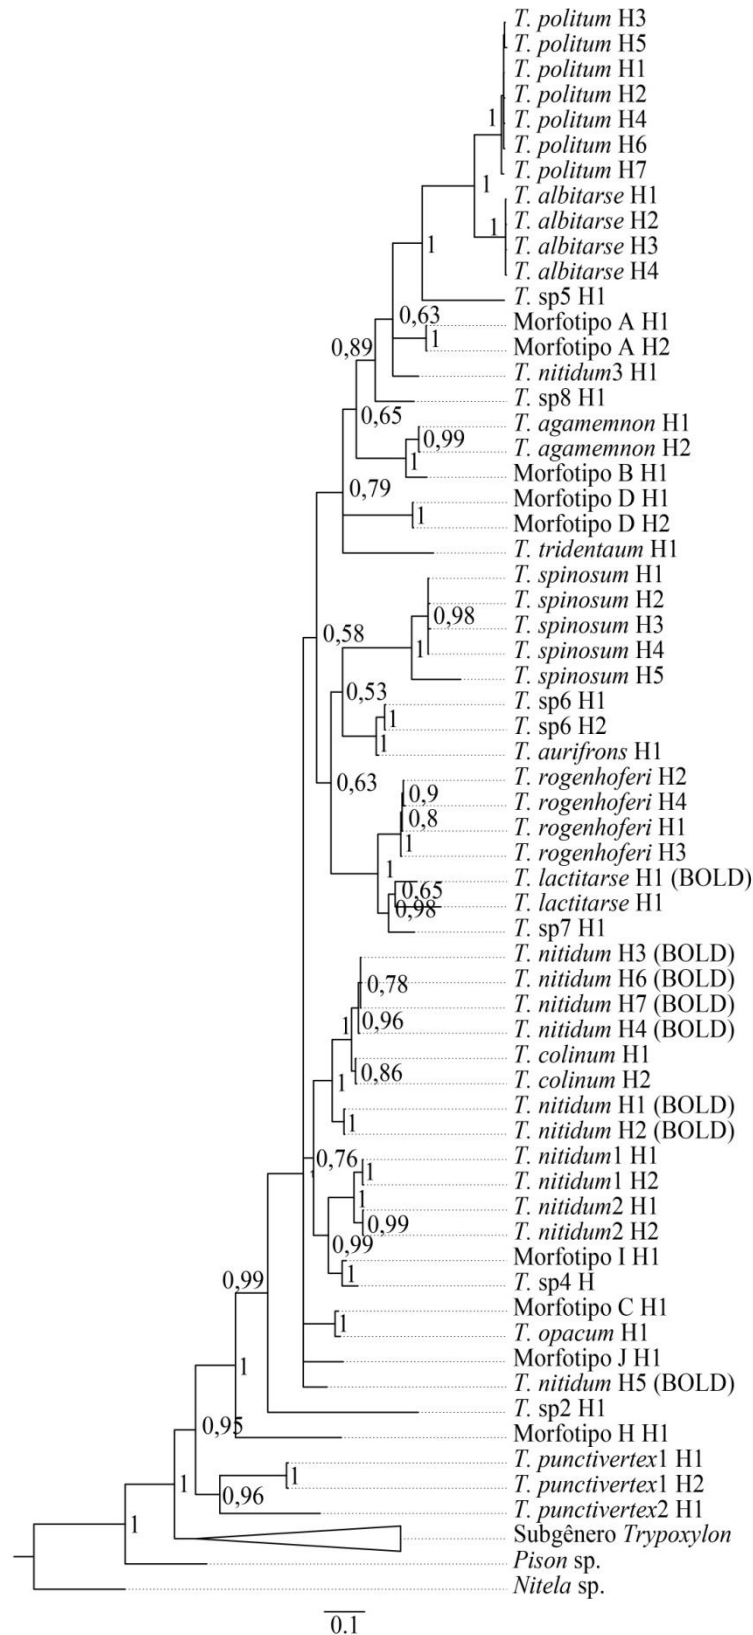 T. politum H3
T. politum H5
T. politum H1
T. politum H2
T. politum H4
1
T. politum H6
T. politum H7
1
T. albitarse H1
T. albitarse H2
1
T. albitarse H3
1
T. albitarse H4
T. sp5 H1
0,63
Morfotipo A H1
1
0,89
Morfotipo A H2
T. nitidum3 H1
T. sp8 H1
0,65
T. agamemnon H1
0,99
T. agamemnon H2
1
Morfotipo B H1
0,79
Morfotipo D H1
1
Morfotipo D H2
T. tridentaum H1
T. spinosum H1
T. spinosum H2
0,98
T. spinosum H3
0,58
1
T. spinosum H4
T. spinosum H5
0,53
T. sp6 H1
1
T. sp6 H2
1
T. aurifrons H1
0,63
T. rogenhoferi H2
0,9
T. rogenhoferi H4
0,8
T. rogenhoferi H1
1
T. rogenhoferi H3
1
T. lactitarse H1 (BOLD)
0,65
T. lactitarse H1
0,98
T. sp7 H1
T. nitidum H3 (BOLD)
0,78
T. nitidum H6 (BOLD)
T. nitidum H7 (BOLD)
1
0,96
T. nitidum H4 (BOLD)
T. colinum H1
1
0,86
T. colinum H2
T. nitidum H1 (BOLD)
1
T. nitidum H2 (BOLD)
0,76
T. nitidum1 H1
1
T. nitidum1 H2
1
T. nitidum2 H1
0,99
T. nitidum2 H2
0,99
Morfotipo I H1
1
T. sp4 H
0,99
Morfotipo C H1
1
T. opacum H1
Morfotipo J H1
1
T. nitidum H5 (BOLD)
T. sp2 H1
0,95
Morfotipo H H1
T. punctivertex1 H1
1
1
T. punctivertex1 H2
0,96
T. punctivertex2 H1
1
Subgênero Trypoxylon
Pison sp.
Nitela sp.
0.1